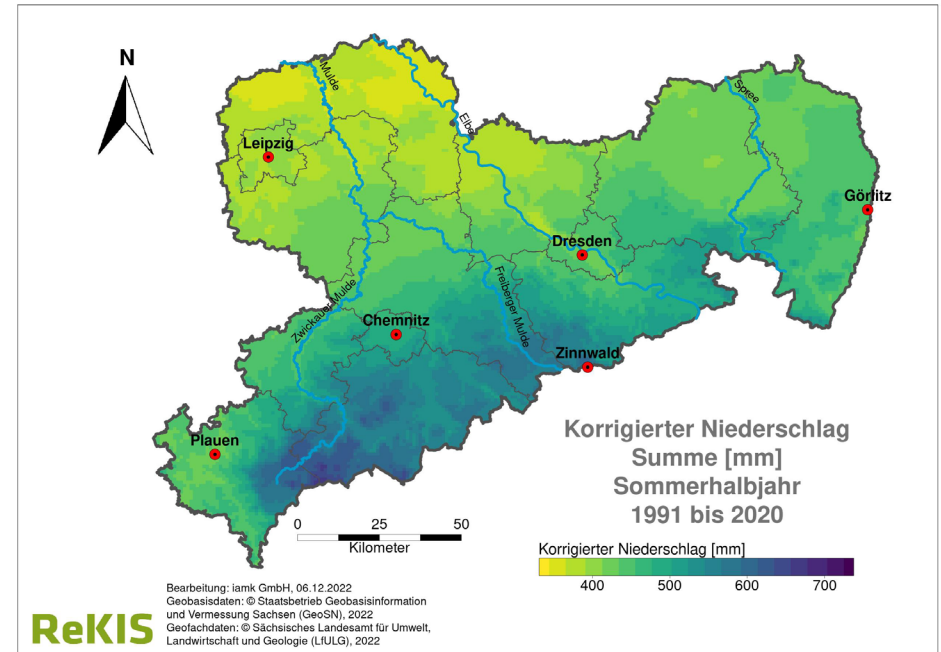 N
Mulde
Elbe
Spree
Leipzig
Görlitz
Dresden
Zwickauer Mulde
Freiberger Mulde
Chemnitz
Zinnwald
Plauen
Korrigierter Niederschlag
Summe [mm]
Sommerhalbjahr
1991 bis 2020
0 25 50
Kilometer
Korrigierter Niederschlag [mm]
400 500 600 700
Bearbeitung: iamk GmbH, 06.12.2022
Geobasisdaten: © Staatsbetrieb Geobasisinformation
und Vermessung Sachsen (GeoSN), 2022
Geofachdaten: © Sächsisches Landesamt für Umwelt,
Landwirtschaft und Geologie (LfULG), 2022
ReKIS